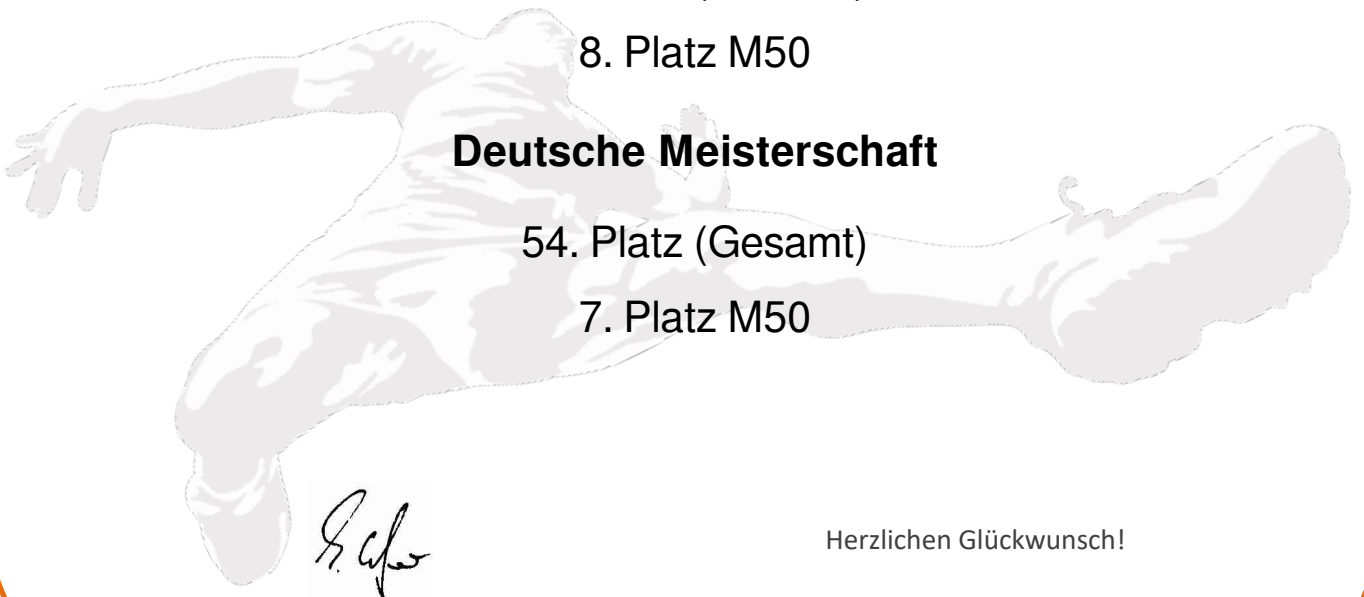 8. Platz M50
Deutsche Meisterschaft
54. Platz (Gesamt)
7. Platz M50
Herzlichen Glückwunsch!